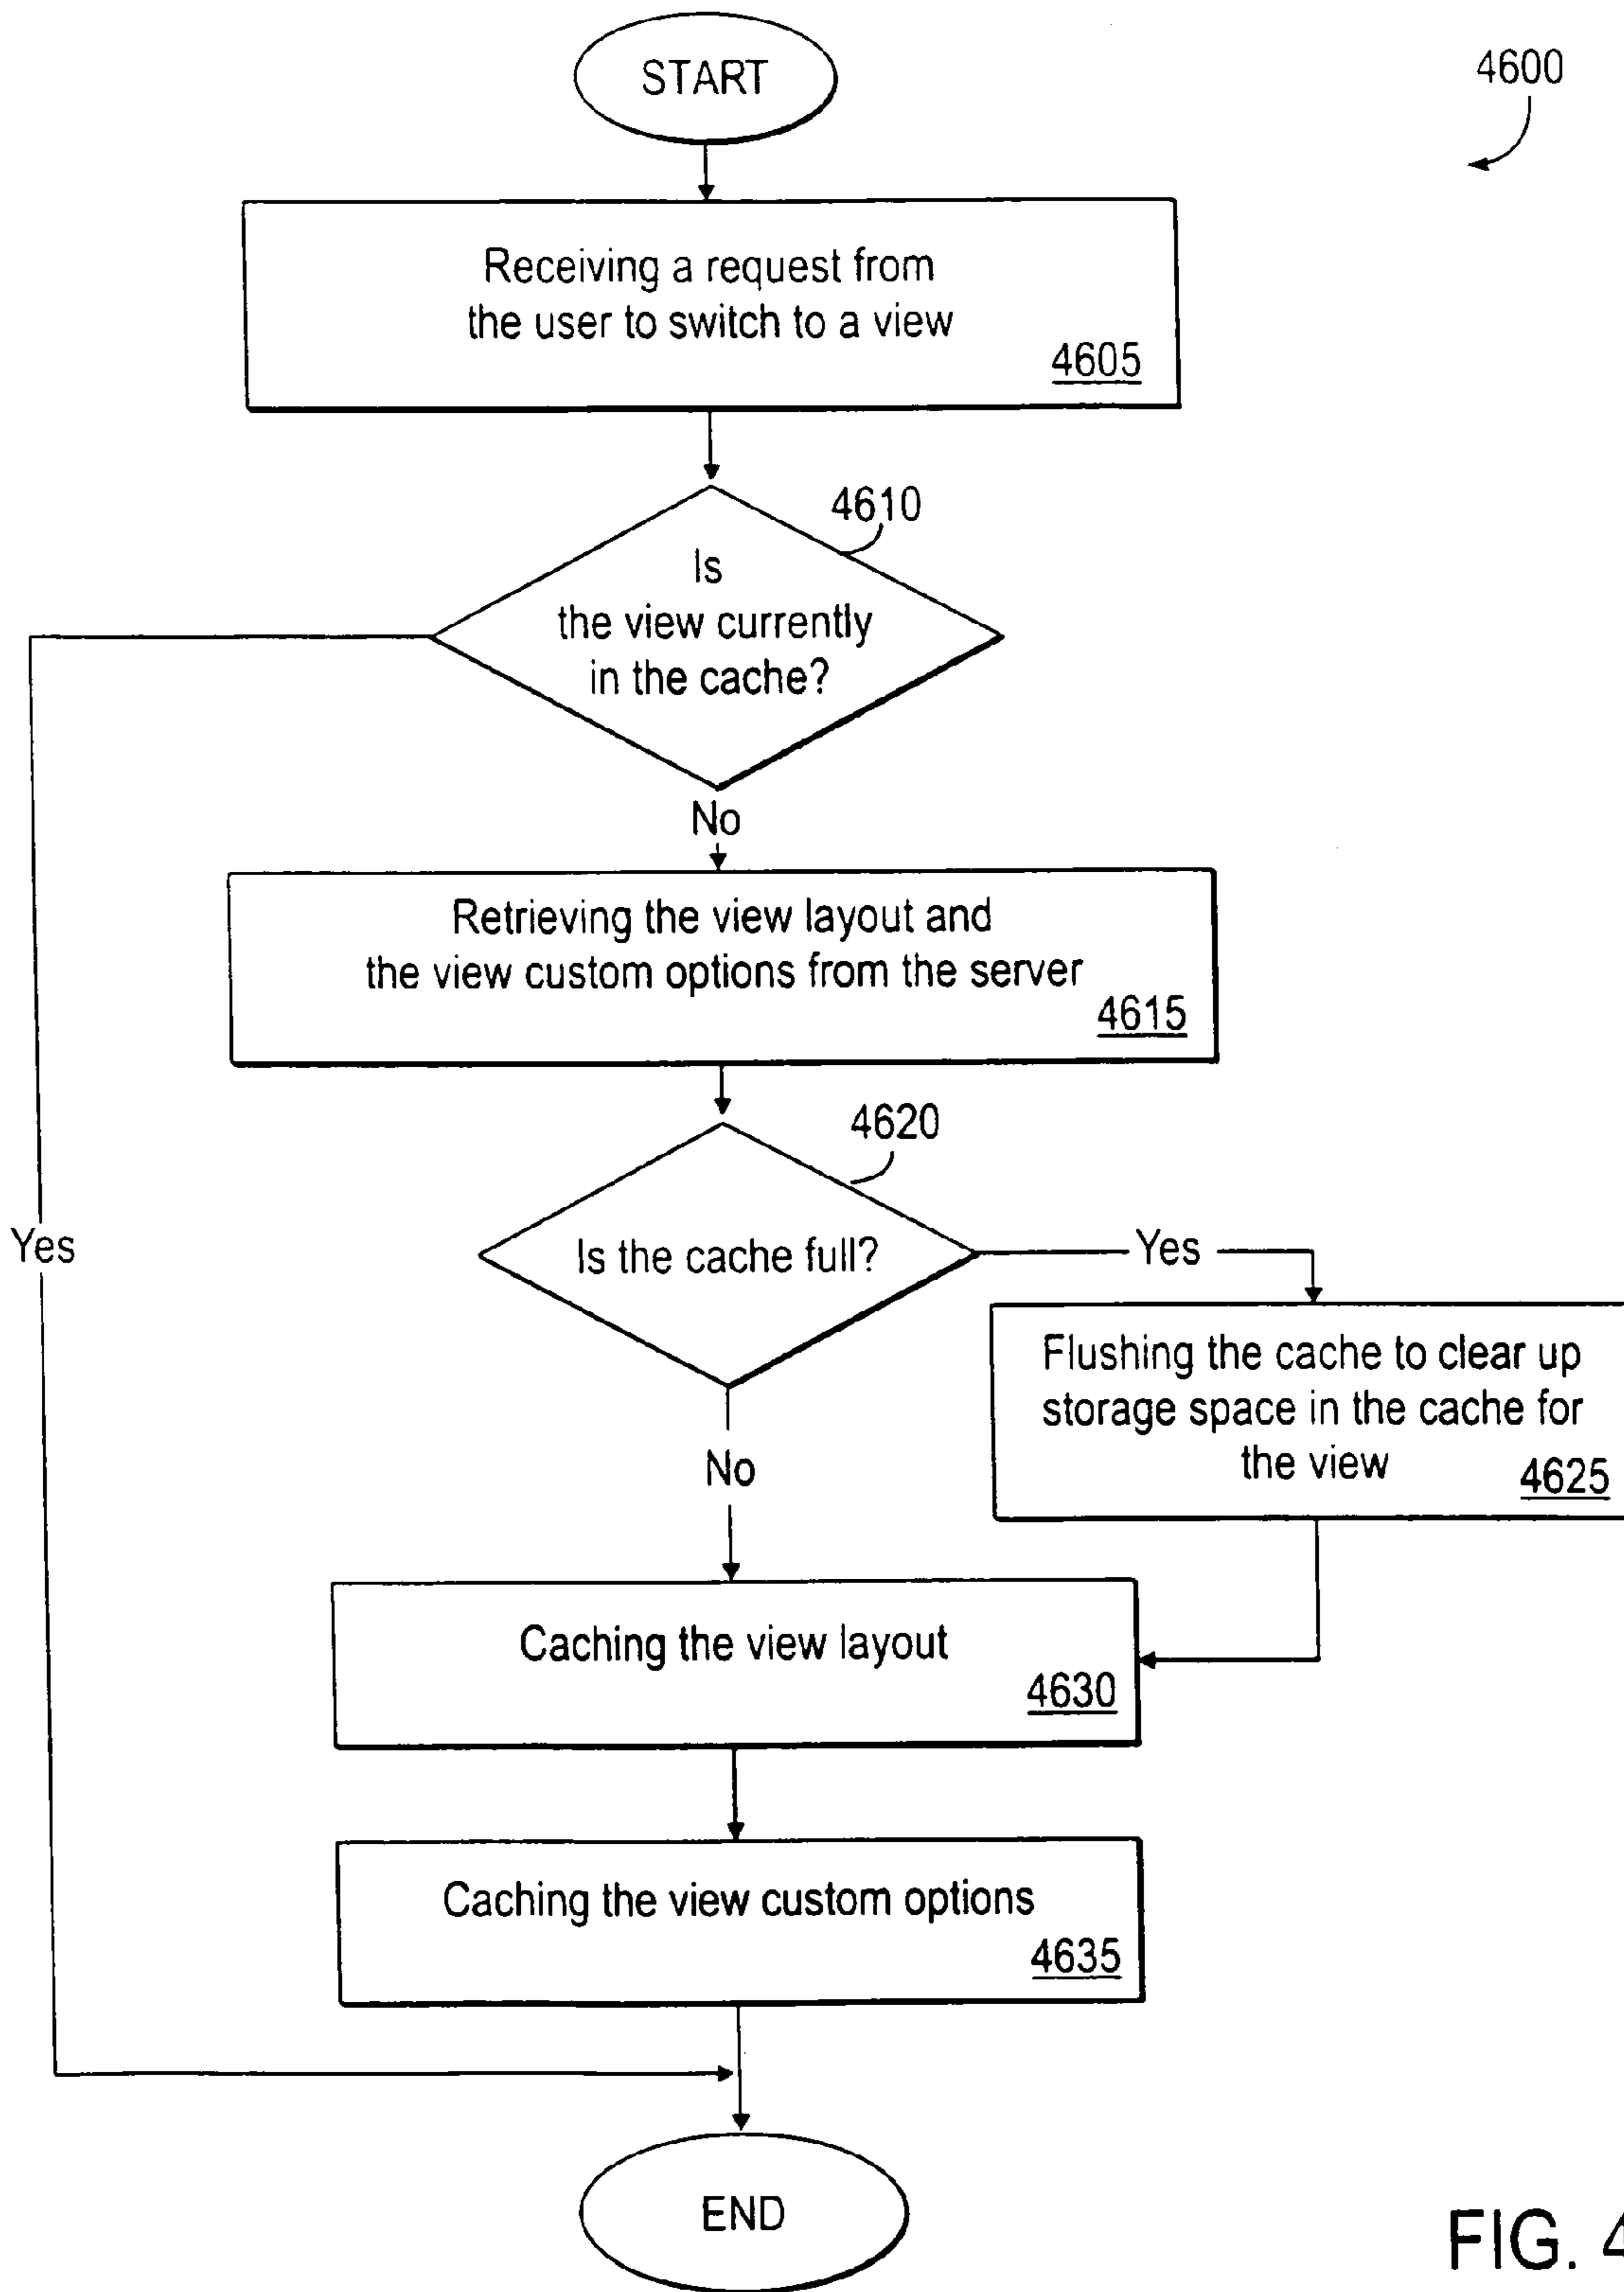 START
4600
Receiving a request from
the user to switch to a view
4605
4610
Is
the view currently
in the cache?
No
Retrieving the view layout and
the view custom options from the server
4615
4620
Yes
Is the cache full?
Yes
Flushing the cache to clear up
storage space in the cache for
the view
4625
No
Caching the view layout
4630
Caching the view custom options
4635
END
FIG. 4